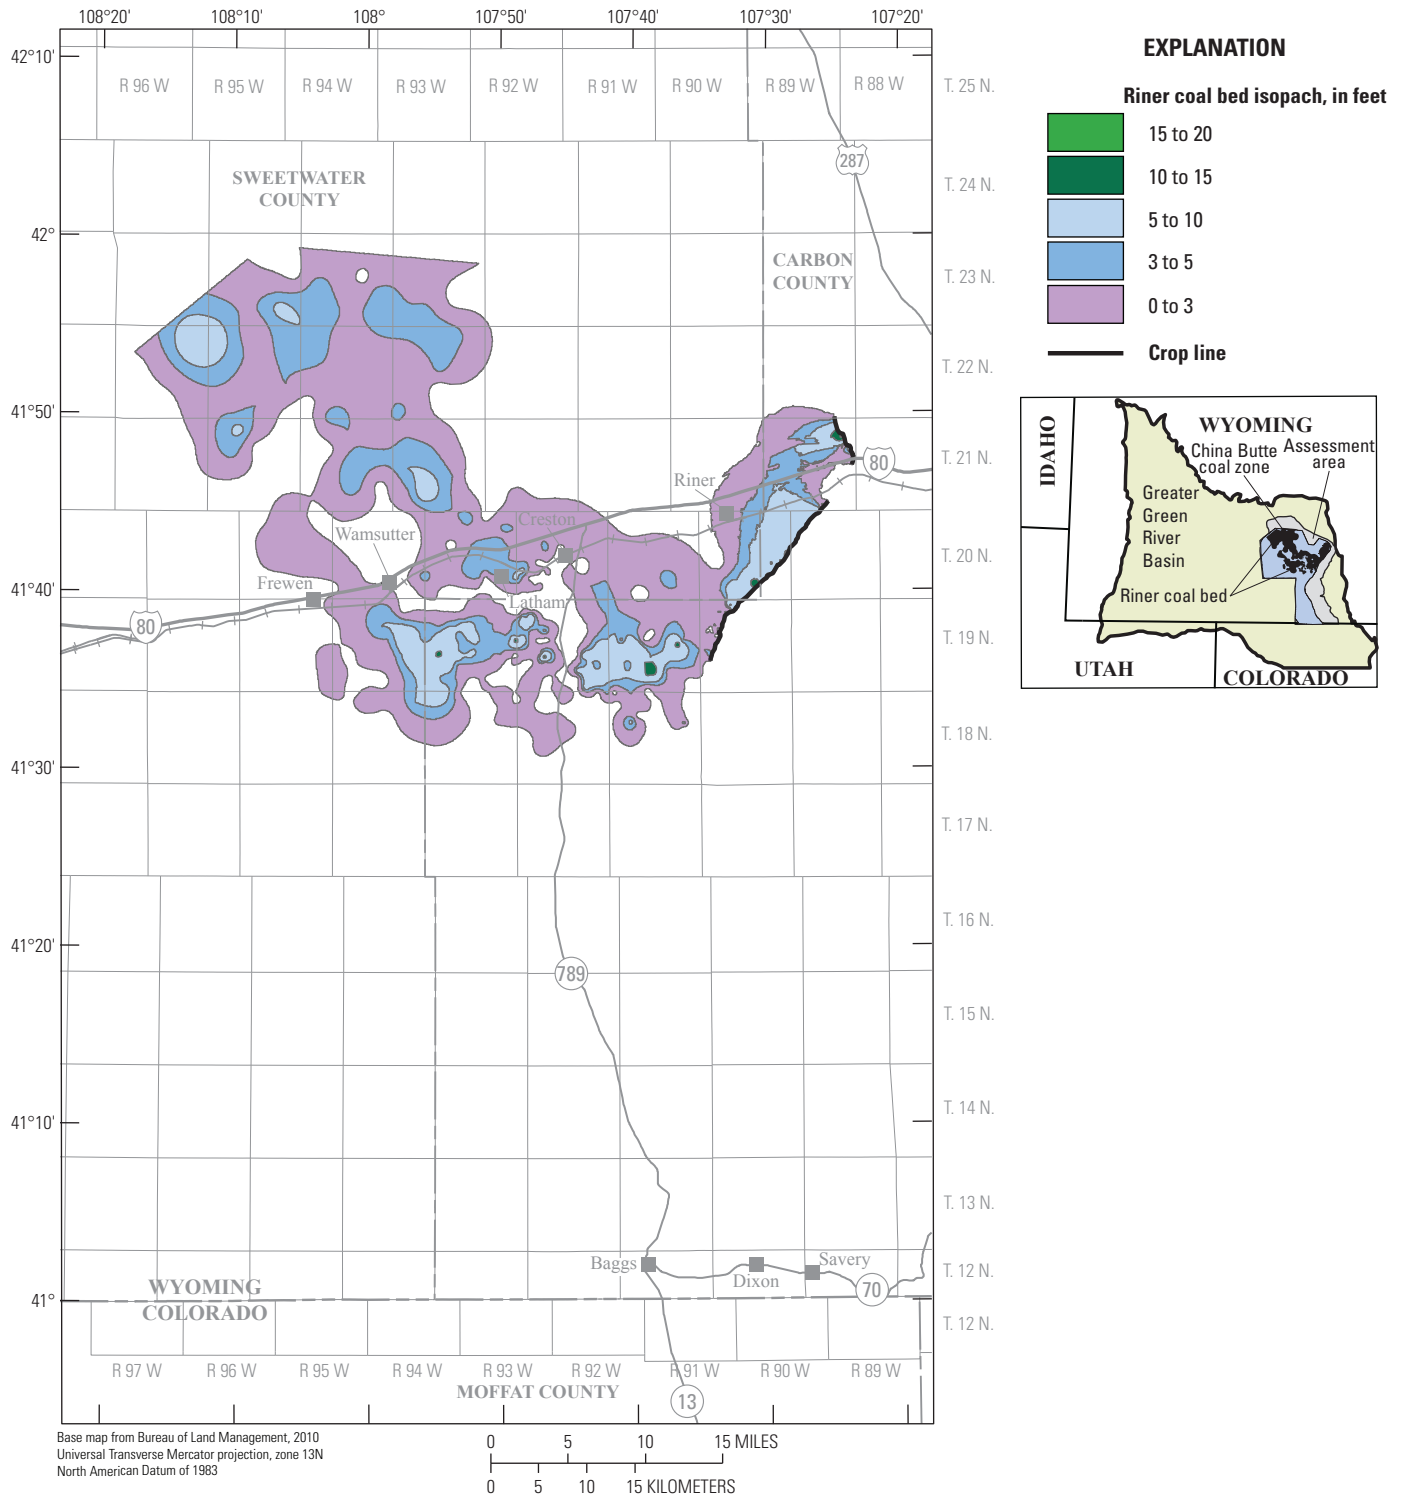 108°20'
108°10'
108°
107°50'
107°40'
107°30'
107°20'
42°10'
R 96 W
R 95 W
R 94 W
R 93 W
R 92 W
R 91 W
R 90 W
R 89 W
R 88 W
T. 25 N.
287
SWEETWATER
COUNTY
T. 24 N.
42°
CARBON
COUNTY
T. 23 N.
T. 22 N.
41°50'
T. 21 N.
80
Riner
Creston
Wamsutter
T. 20 N.
41°40'
Frewen
Latham
80
T. 19 N.
T. 18 N.
41°30'
T. 17 N.
T. 16 N.
41°20'
789
T. 15 N.
41°10'
T. 14 N.
T. 13 N.
Baggs
Dixon
Savery
T. 12 N.
70
WYOMING
41°
COLORADO
T. 12 N.
R 97 W
R 96 W
R 95 W
R 94 W
R 93 W
R 92 W
R 91 W
R 90 W
R 89 W
MOFFAT COUNTY
13
Base map from Bureau of Land Management, 2010
Universal Transverse Mercator projection, zone 13N
North American Datum of 1983
0 5 10 15 MILES
0 5 10 15 KILOMETERS
EXPLANATION
Riner coal bed isopach, in feet
15 to 20
10 to 15
5 to 10
3 to 5
0 to 3
Crop line
IDAHO
WYOMING
China Butte
coal zone
Assessment
area
Greater
Green
River
Basin
Riner coal bed
UTAH
COLORADO